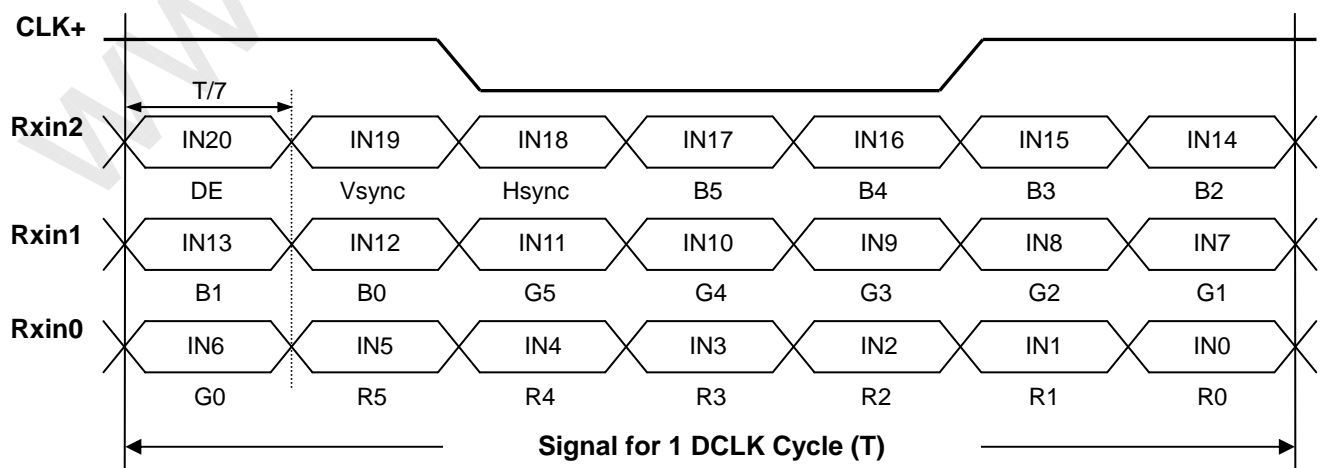 CLK+
T/7
Rxin2 IN20 IN19 IN18 IN17 IN16 IN15 IN14
DE Vsync Hsync B5 B4 B3 B2
Rxin1 IN13 IN12 IN11 IN10 IN9 IN8 IN7
B1 B0 G5 G4 G3 G2 G1
Rxin0 IN6 IN5 IN4 IN3 IN2 IN1 IN0
G0 R5 R4 R3 R2 R1 R0
Signal for 1 DCLK Cycle (T)